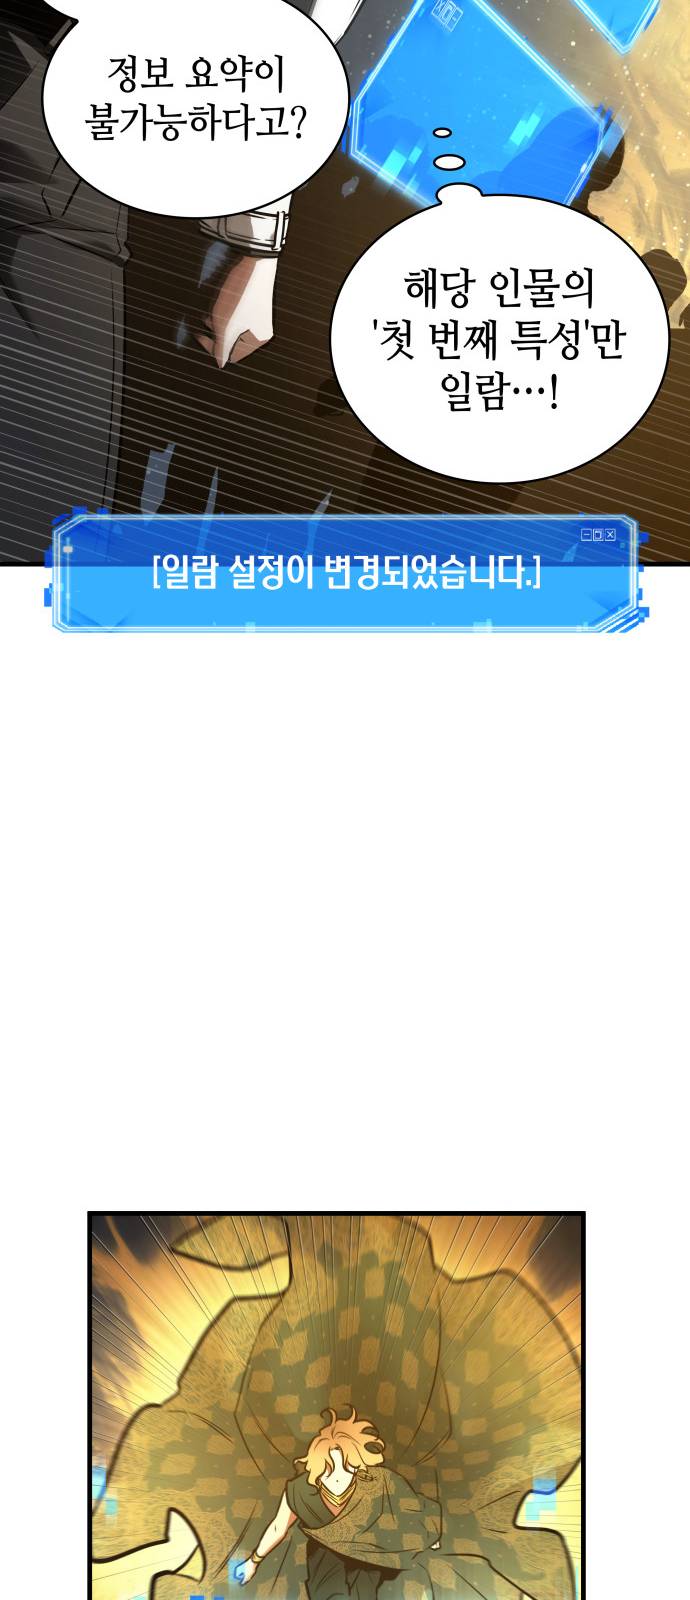 정보 요약이
불가능하다고?
해당 인물의
'첫 번째 특성'만
일람…!
[일람 설정이 변경되었습니다.]